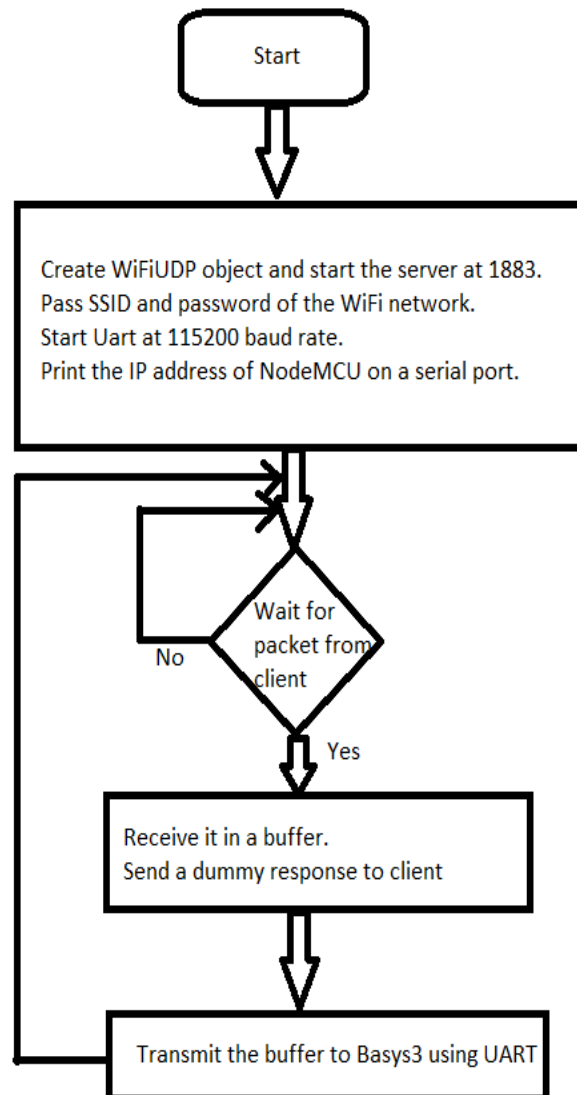 Start
Create WiFiUDP object and start the server at 1883.
Pass SSID and password of the WiFi network.
Start Uart at 115200 baud rate.
Print the IP address of NodeMCU on a serial port.
Wait for
packet from
client
No
Yes
Receive it in a buffer.
Send a dummy response to client
Transmit the buffer to Basys3 using UART